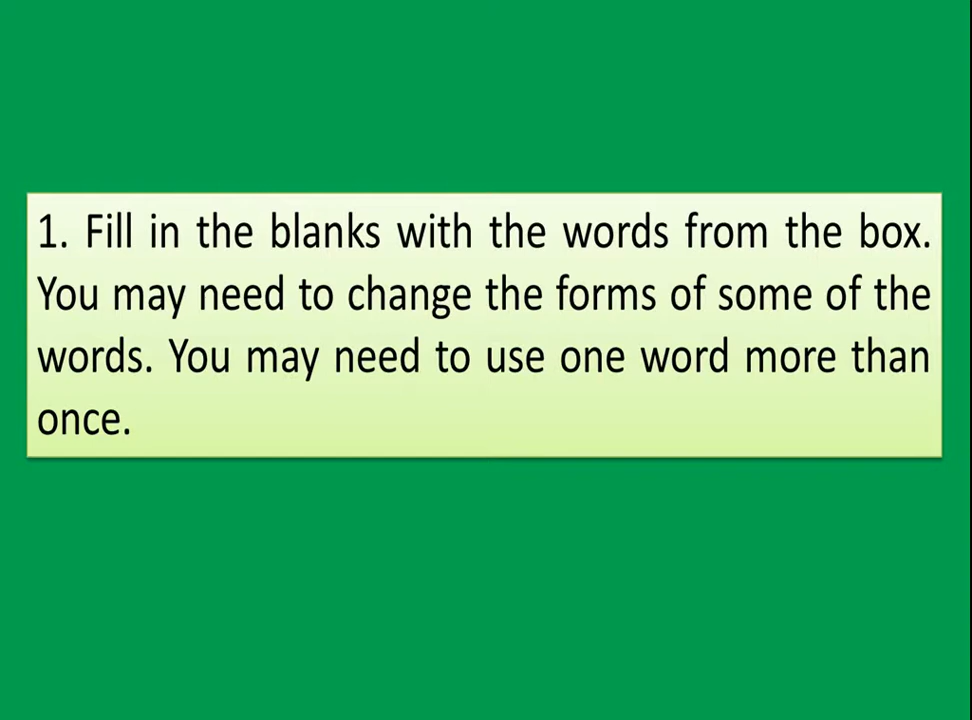 1. Fill in the blanks with the words from the box.
You may need to change the forms of some of the
words. You may need to use one word more than
once.